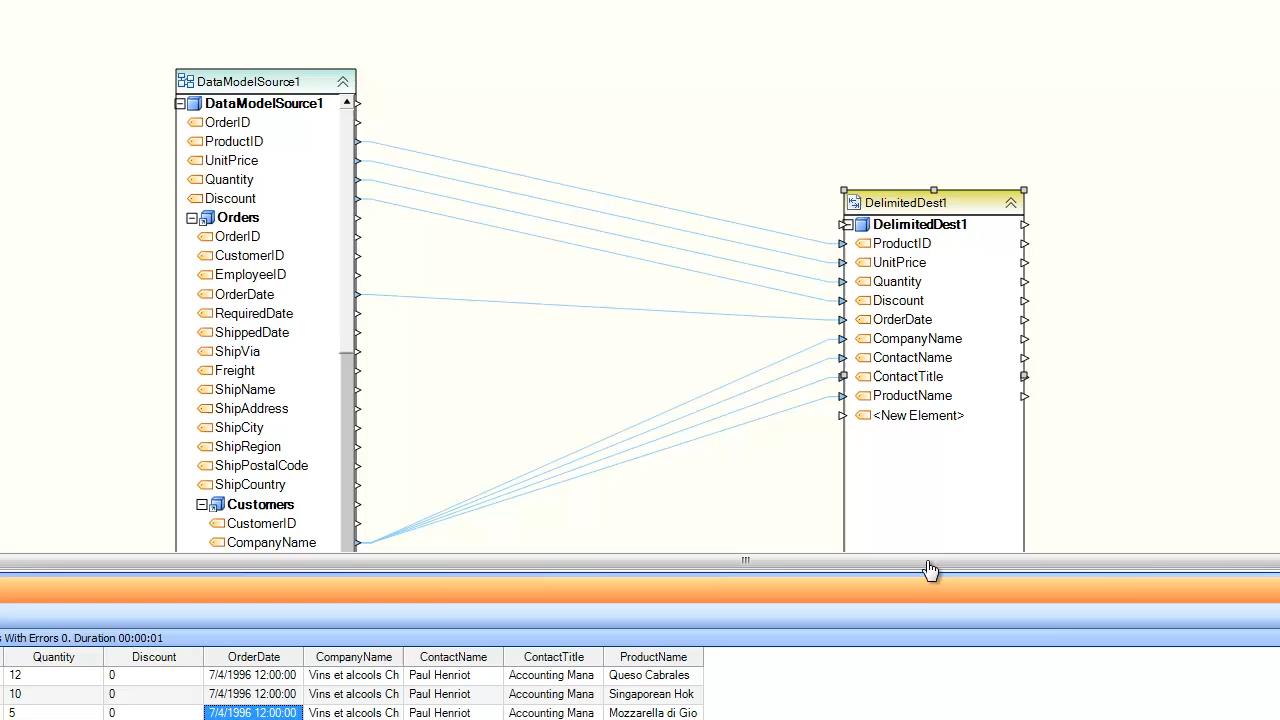 DataModelSource1
DataModelSource1
OrderID
ProductID
UnitPrice
Quantity
Discount
Orders
OrderID
CustomerID
EmployeeID
OrderDate
RequiredDate
ShippedDate
ShipVia
Freight
ShipName
ShipAddress
ShipCity
ShipRegion
ShipPostalCode
ShipCountry
Customers
CustomerID
CompanyName
DelimitedDest1
DelimitedDest1
ProductID
UnitPrice
Quantity
Discount
OrderDate
CompanyName
ContactName
ContactTitle
ProductName
<New Element>
s With Errors 0. Duration 00:00:01
Quantity Discount OrderDate CompanyName ContactName ContactTitle ProductName
12 0 7/4/1996 12:00:00 Vins et alcools Ch Paul Henriot Accounting Mana Queso Cabrales
10 0 7/4/1996 12:00:00 Vins et alcools Ch Paul Henriot Accounting Mana Singaporean Hok
5 0 7/4/1996 12:00:00 Vins et alcools Ch Paul Henriot Accounting Mana Mozzarella di Gio